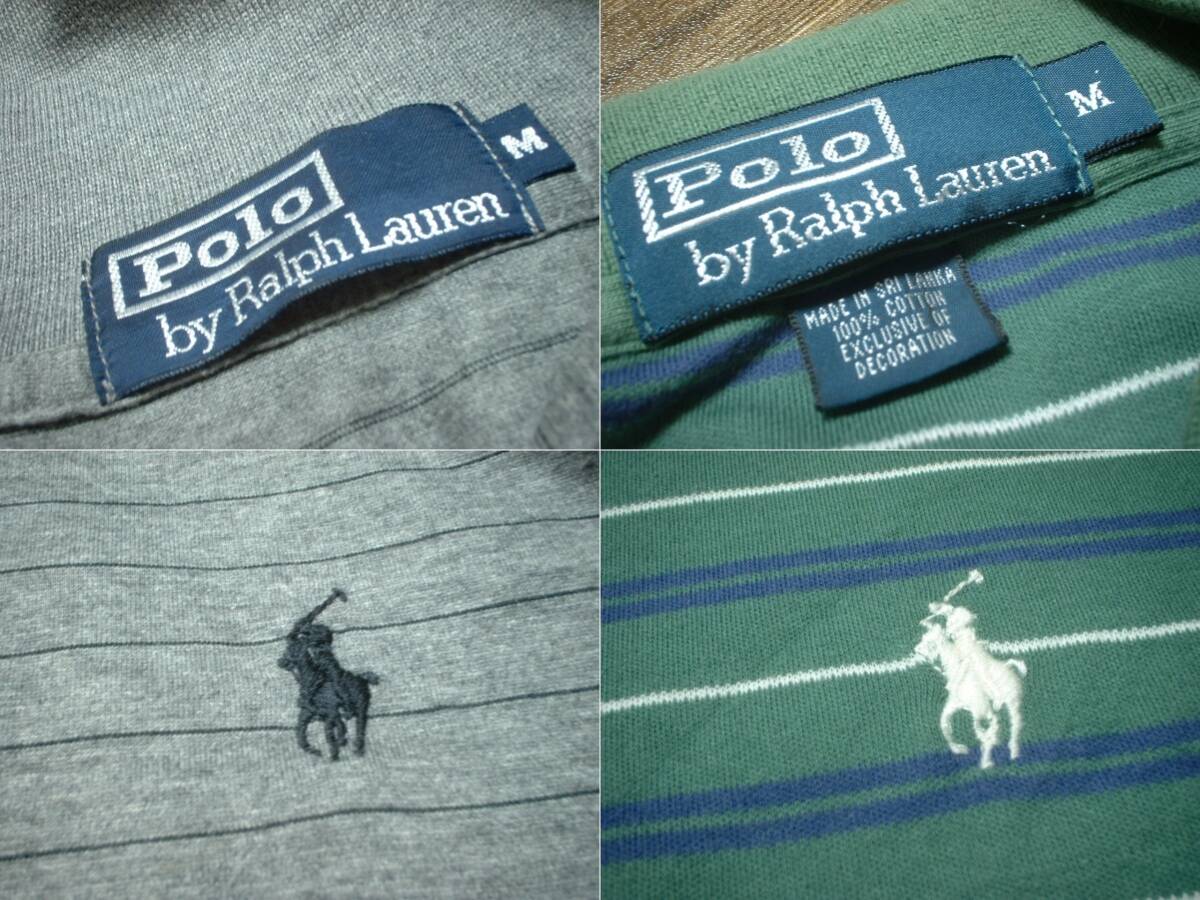 Polo
by Ralph Lauren
M
Polo
by Ralph Lauren
M
MADE IN SRI LANKA
100% COTTON
EXCLUSIVE OF
DECORATION